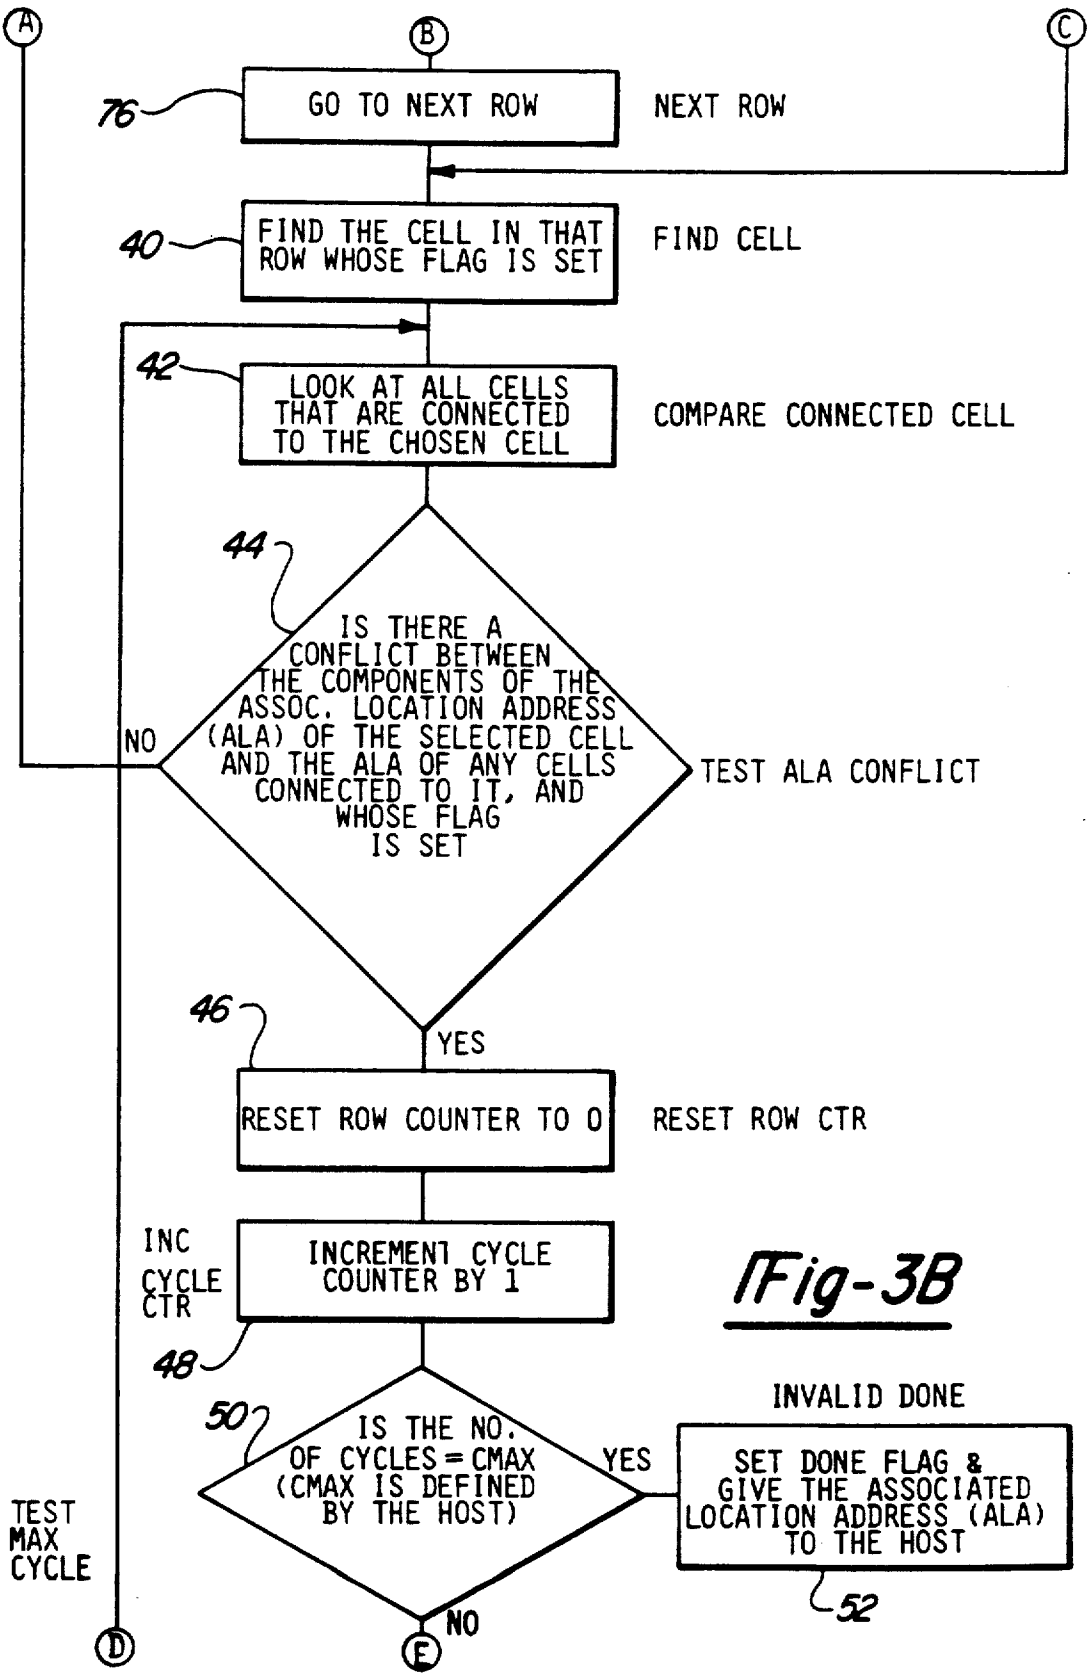 A
B
C
76
GO TO NEXT ROW
NEXT ROW
40
FIND THE CELL IN THAT
ROW WHOSE FLAG IS SET
FIND CELL
42
LOOK AT ALL CELLS
THAT ARE CONNECTED
TO THE CHOSEN CELL
COMPARE CONNECTED CELL
44
IS THERE A
CONFLICT BETWEEN
THE COMPONENTS OF THE
ASSOC. LOCATION ADDRESS
(ALA) OF THE SELECTED CELL
AND THE ALA OF ANY CELLS
CONNECTED TO IT, AND
WHOSE FLAG
IS SET
NO
TEST ALA CONFLICT
YES
46
RESET ROW COUNTER TO 0
RESET ROW CTR
INC
CYCLE
CTR
INCREMENT CYCLE
COUNTER BY 1
48
Fig-3B
50
IS THE NO.
OF CYCLES = CMAX
(CMAX IS DEFINED
BY THE HOST)
YES
INVALID DONE
SET DONE FLAG &
GIVE THE ASSOCIATED
LOCATION ADDRESS (ALA)
TO THE HOST
52
TEST
MAX
CYCLE
NO
D
E